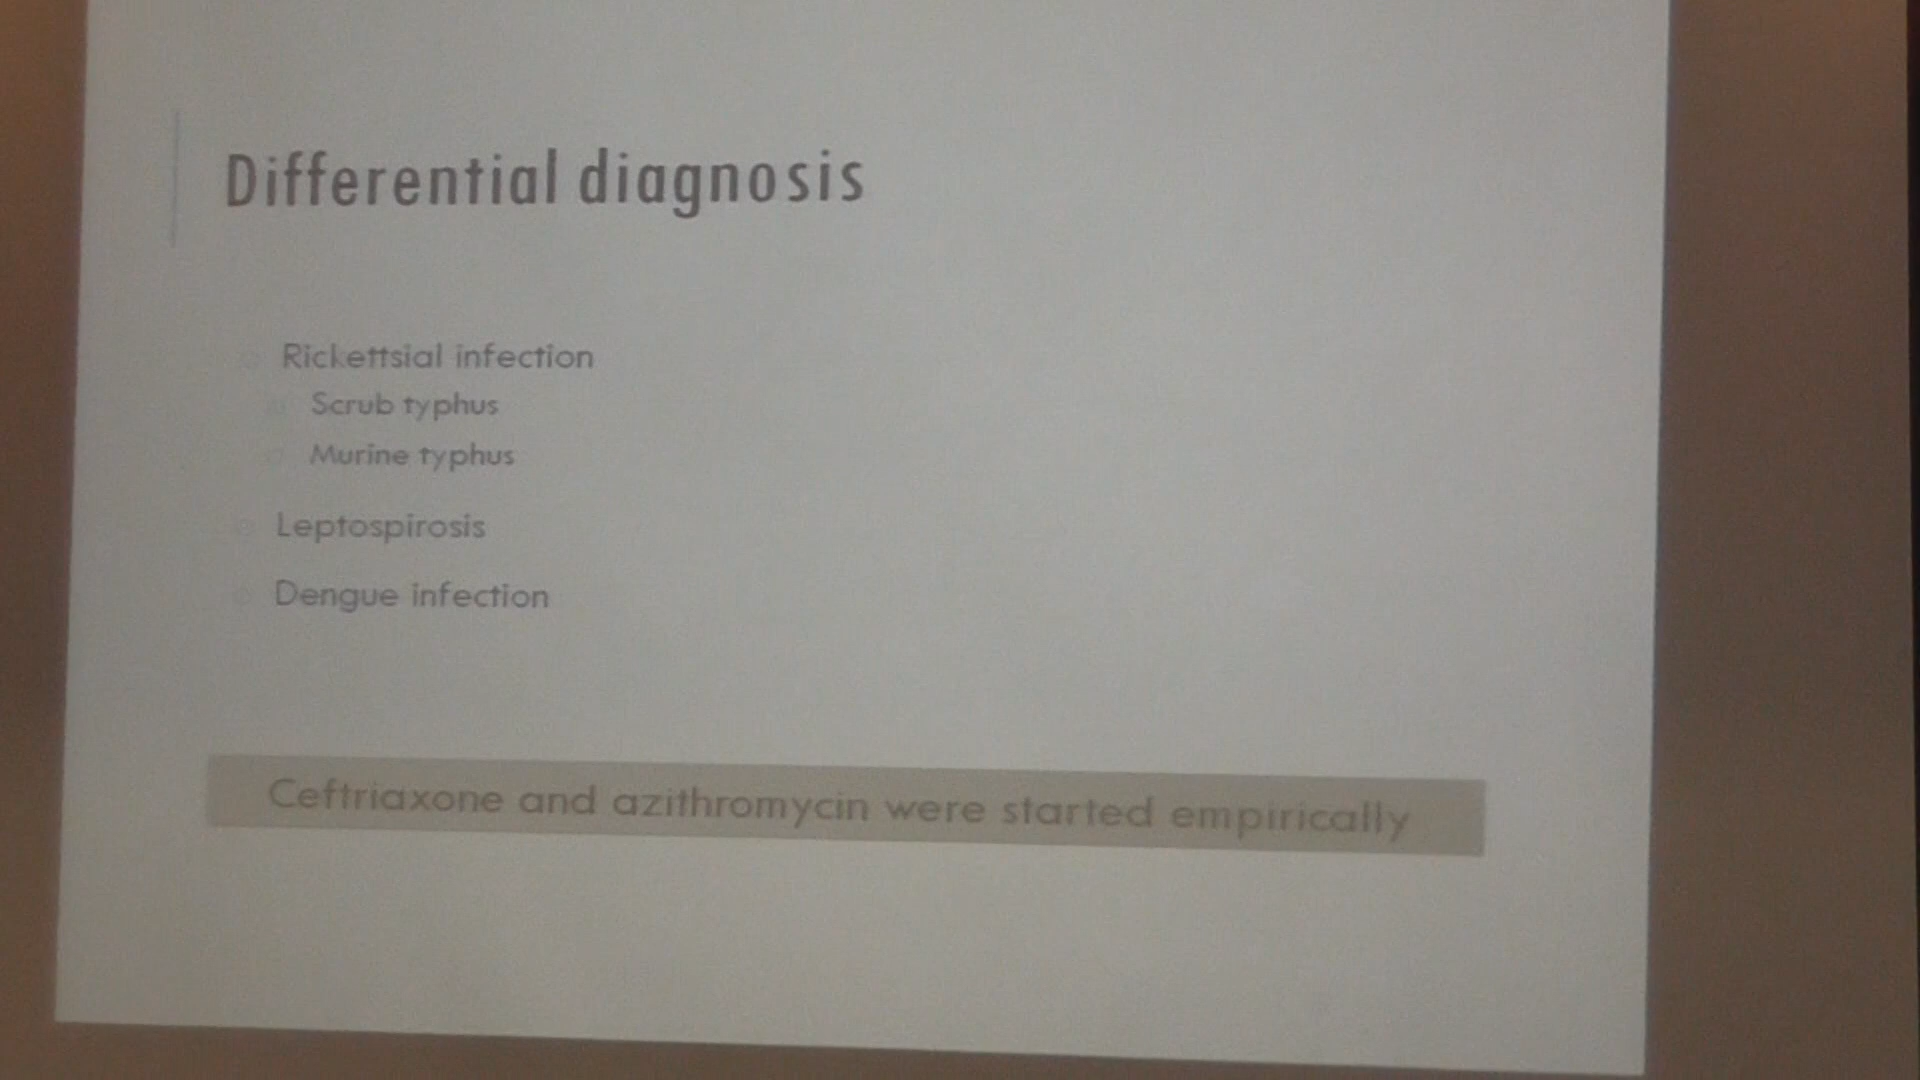 Differential diagnosis
Rickettsial infection
Scrub typhus
Murine typhus
Leptospirosis
Dengue infection
Ceftriaxone and azithromycin were started empirically